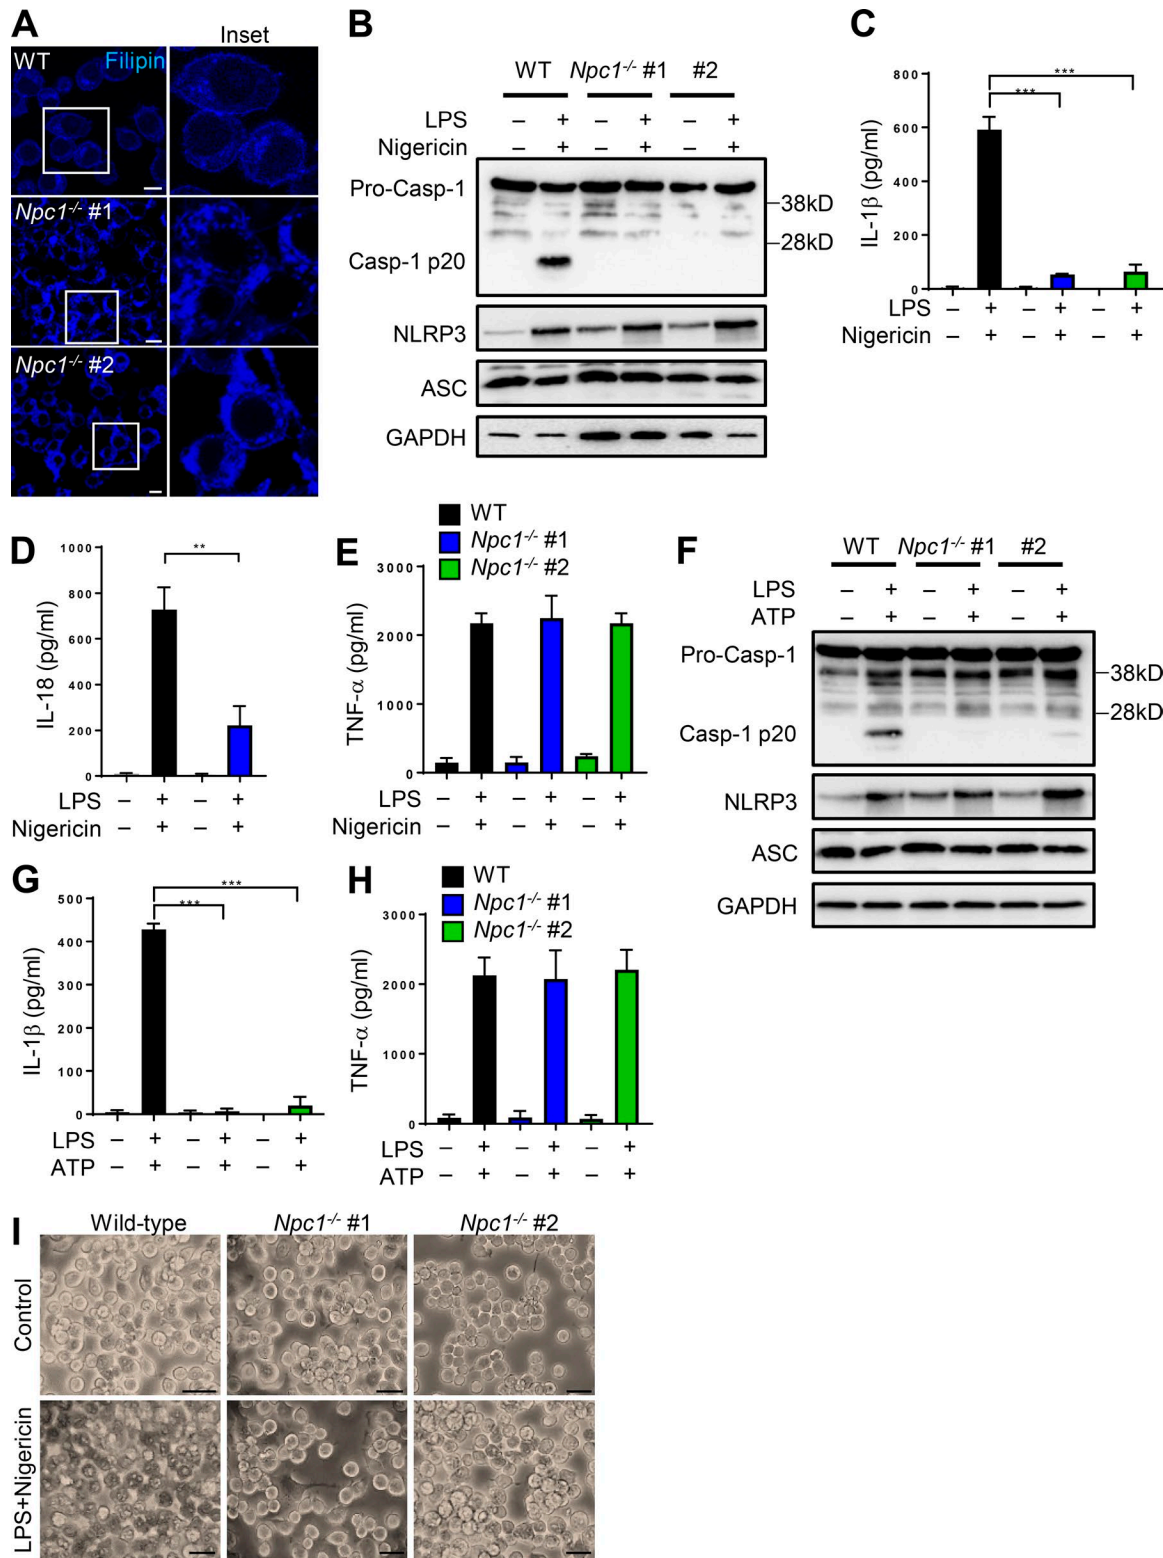 A
Inset
WT Filipin
Npc1-/- #1
Npc1-/- #2
B
WT Npc1-/- #1 #2
LPS – + – + – +
Nigericin – + – + – +
Pro-Casp-1
38kD
28kD
Casp-1 p20
NLRP3
ASC
GAPDH
C
IL-1β (pg/ml)
800
600
400
200
0
***
***
LPS – + – + – +
Nigericin – + – + – +
D
IL-18 (pg/ml)
1000
800
600
400
200
0
**
LPS – + – +
Nigericin – + – +
E
WT
Npc1-/- #1
Npc1-/- #2
TNF-α (pg/ml)
3000
2000
1000
0
LPS – + – + – +
Nigericin – + – + – +
F
WT Npc1-/- #1 #2
LPS – + – + – +
ATP – + – + – +
Pro-Casp-1
38kD
28kD
Casp-1 p20
NLRP3
ASC
GAPDH
G
IL-1β (pg/ml)
500
400
300
200
100
0
***
***
LPS – + – + – +
ATP – + – + – +
H
WT
Npc1-/- #1
Npc1-/- #2
TNF-α (pg/ml)
3000
2000
1000
0
LPS – + – + – +
ATP – + – + – +
I
Wild-type Npc1-/- #1 Npc1-/- #2
Control
LPS+Nigericin